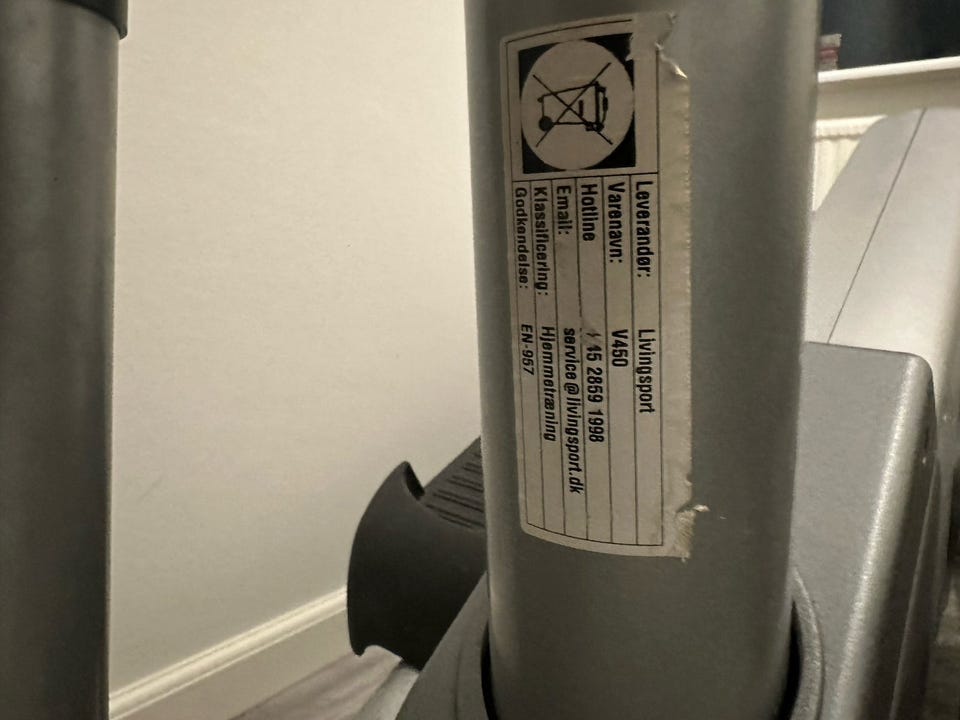 Leverandør: Livingsport
Varenavn: V450
Hotline 45 2859 1998
Email: service@livingsport.dk
Klassificering: Hjemmetræning
Godkendelse: EN-957